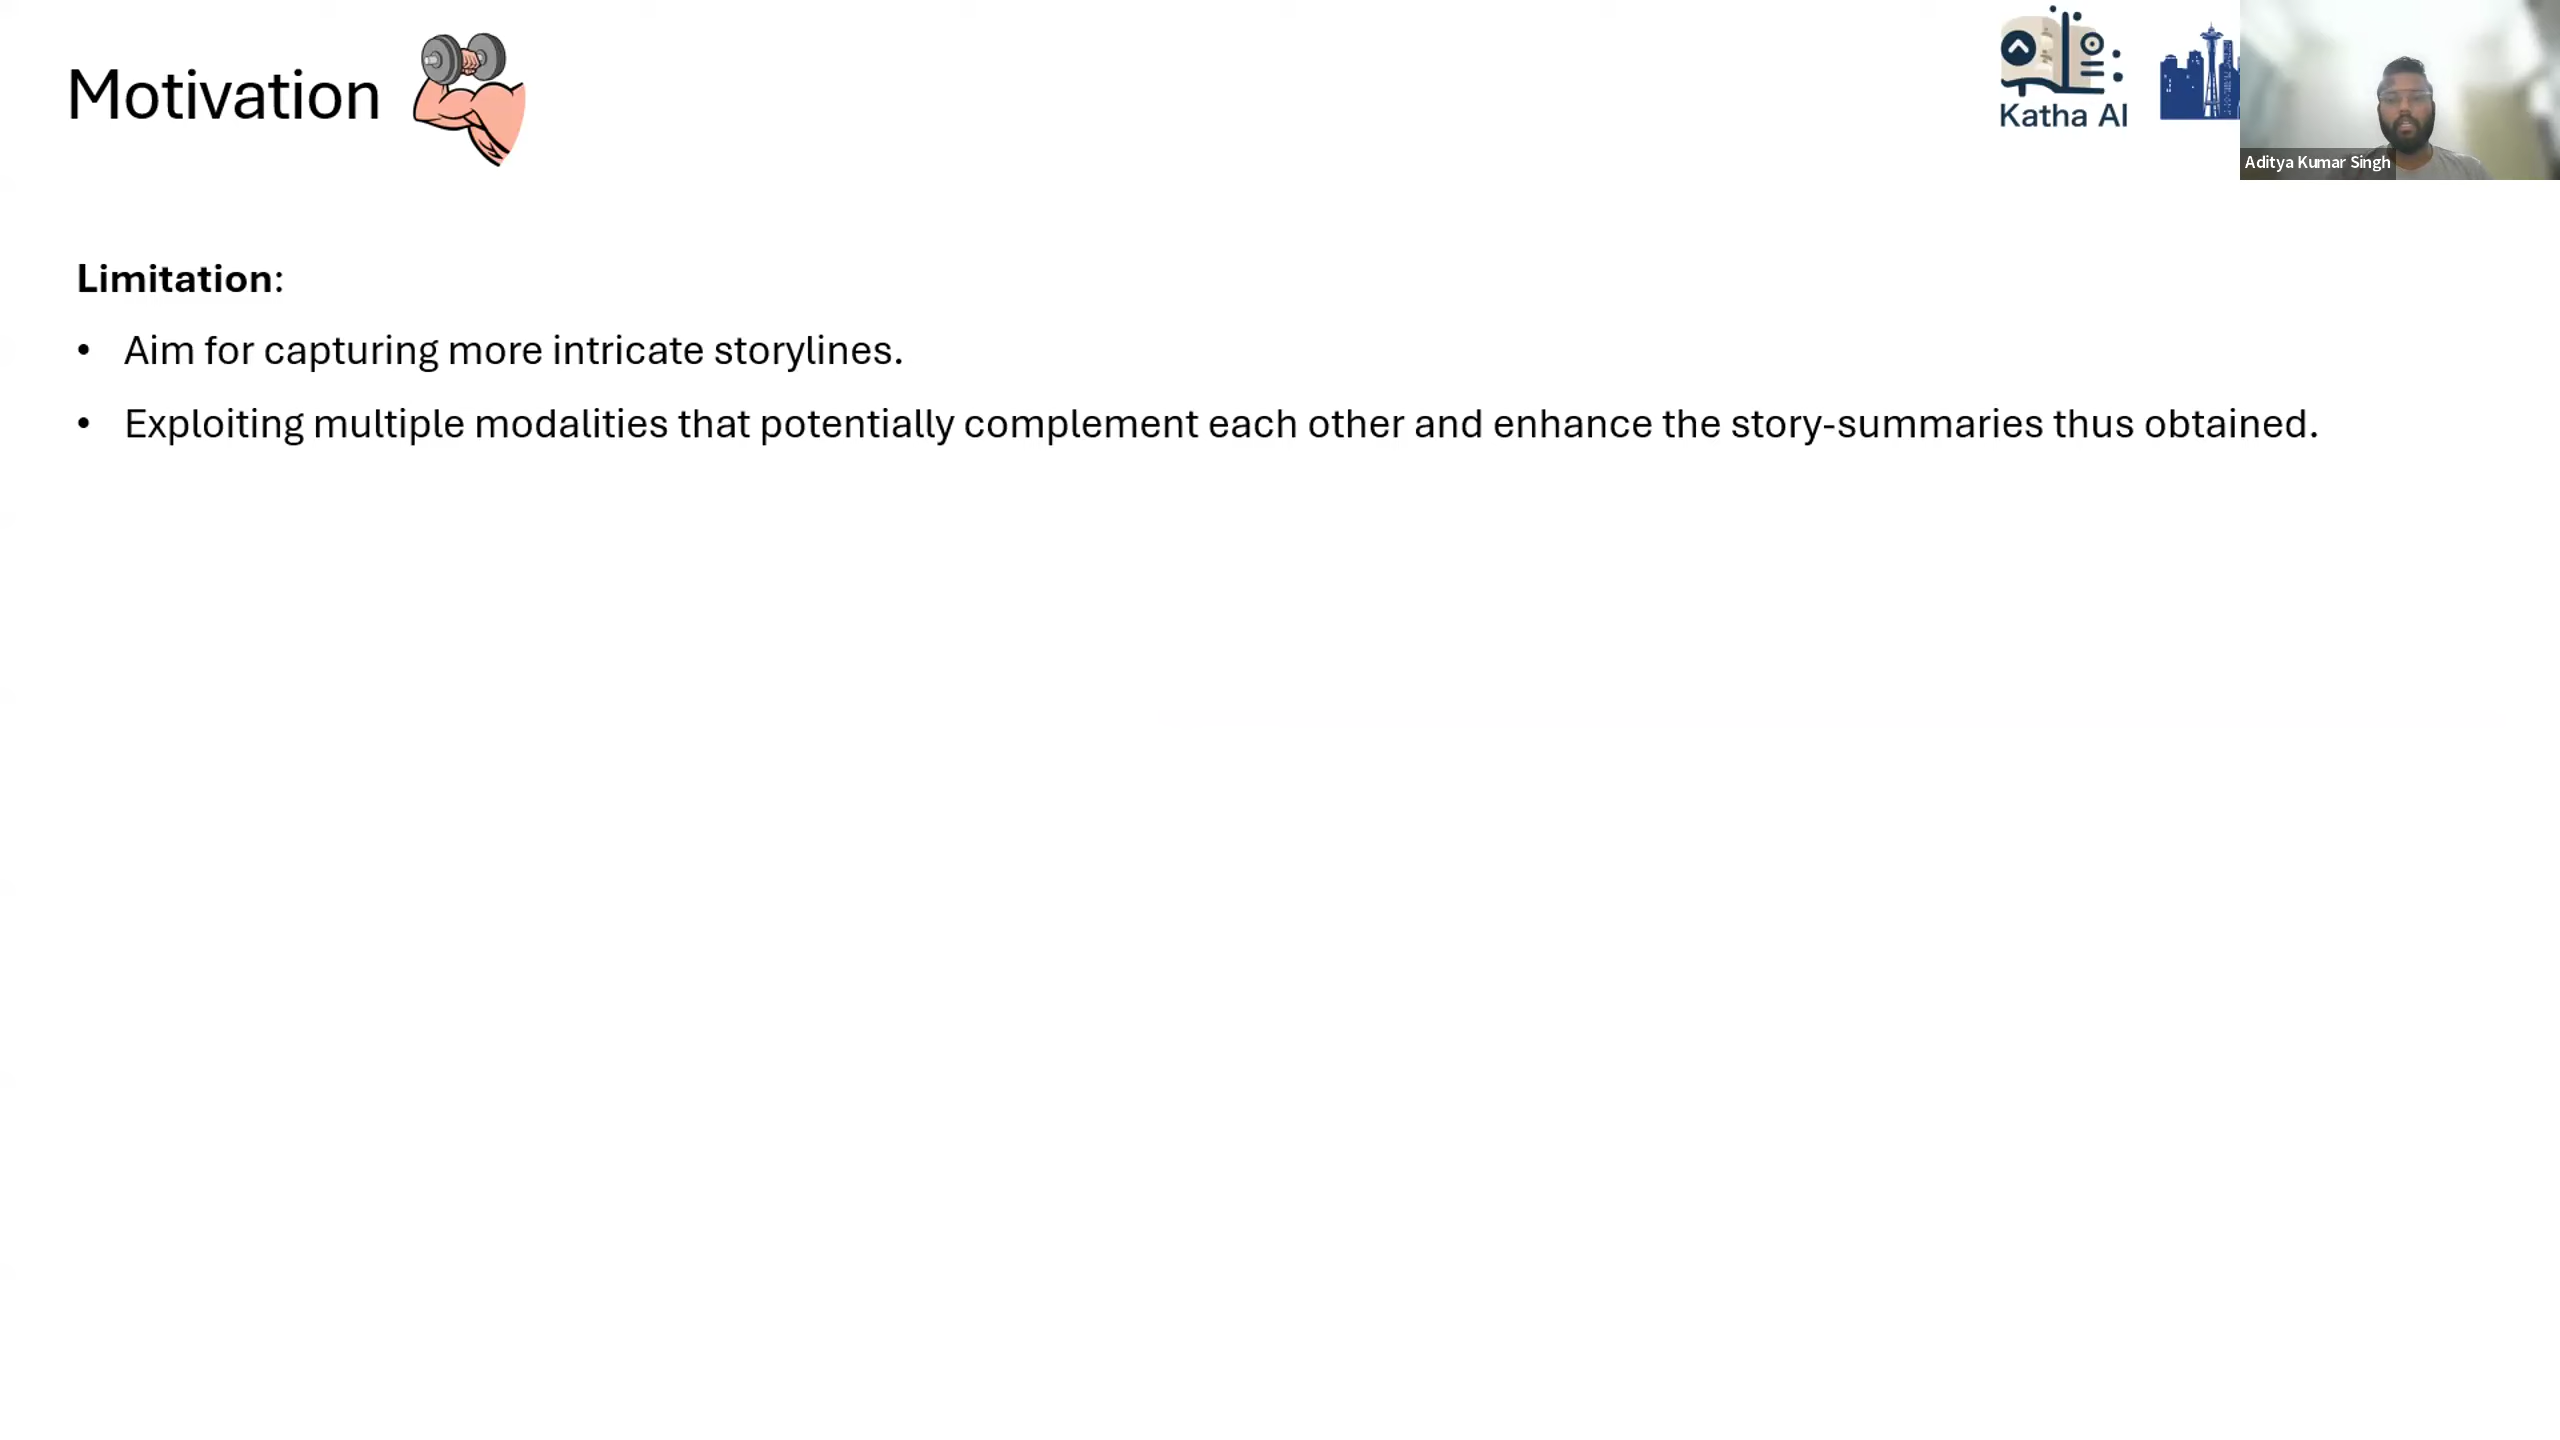 Motivation
Katha AI
Aditya Kumar Singh
Limitation:
• Aim for capturing more intricate storylines.
• Exploiting multiple modalities that potentially complement each other and enhance the story-summaries thus obtained.